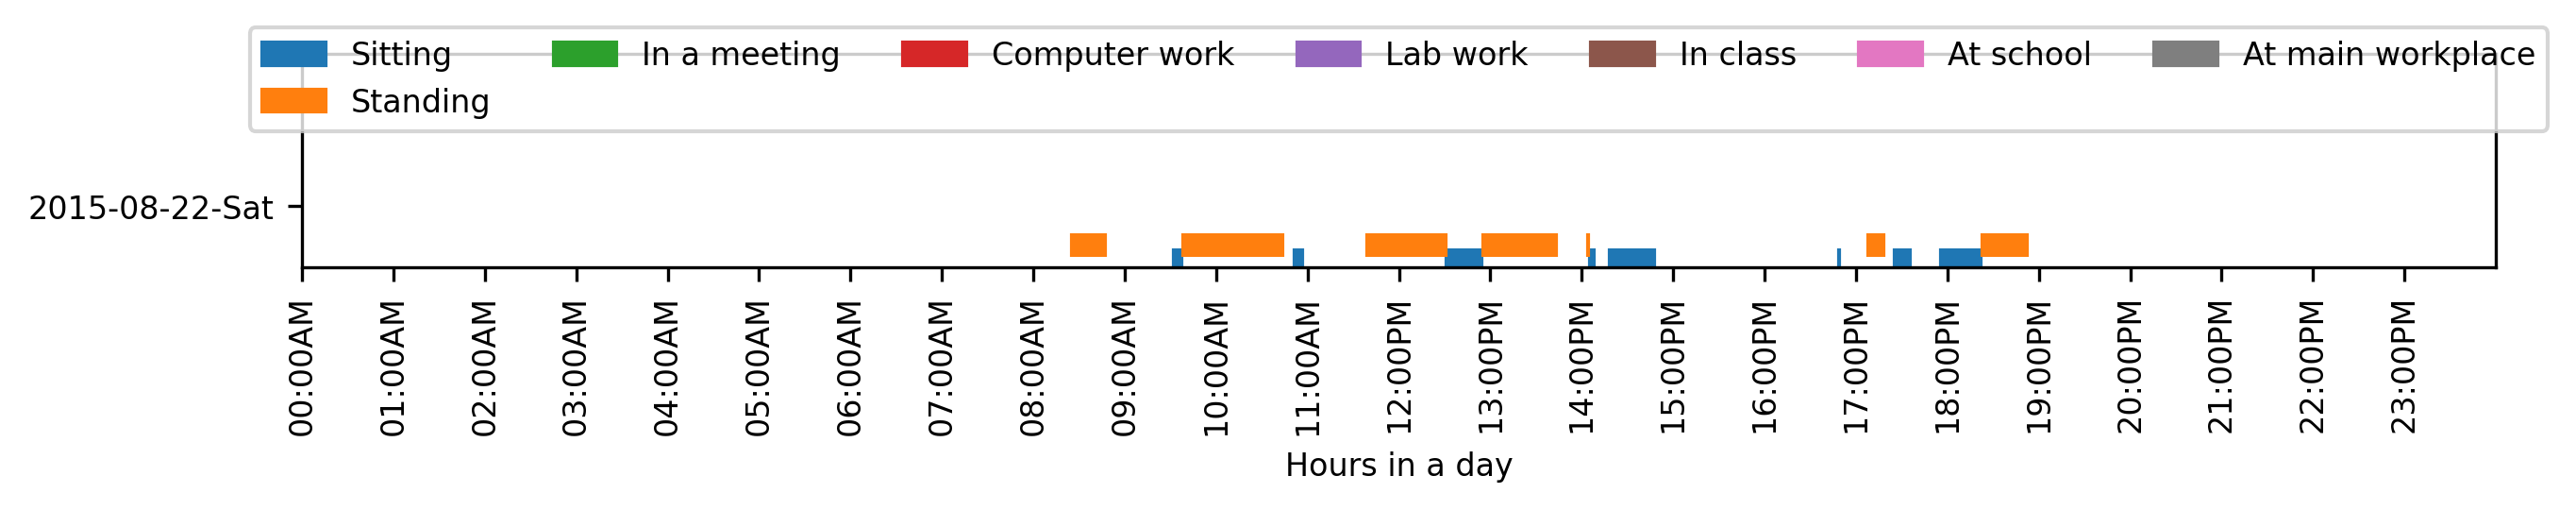 Sitting In a meeting Computer work Lab work In class At school At main workplace
Standing
2015-08-22-Sat
00:00AM 01:00AM 02:00AM 03:00AM 04:00AM 05:00AM 06:00AM 07:00AM 08:00AM 09:00AM 10:00AM 11:00AM 12:00PM 13:00PM 14:00PM 15:00PM 16:00PM 17:00PM 18:00PM 19:00PM 20:00PM 21:00PM 22:00PM 23:00PM
Hours in a day